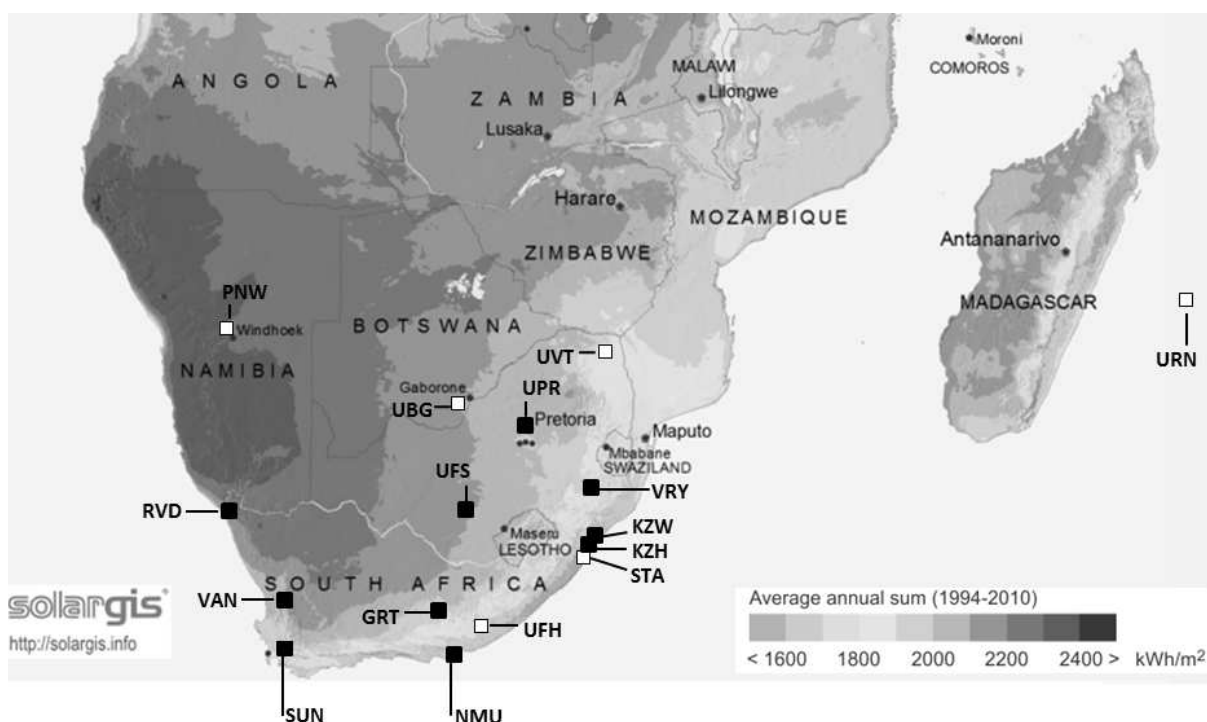 Moroni
COMOROS
MALAWI
Lilongwe
ANGOLA
ZAMBIA
Lusaka
Harare
MOZAMBIQUE
ZIMBABWE
Antananarivo
MADAGASCAR
PNW
Windhoek
BOTSWANA
NAMIBIA
UVT
URN
Gaborone
UBG
UPR
Pretoria
Maputo
Mbabane
SWAZILAND
UFS
VRY
RVD
Maseru
LESOTHO
KZW
KZH
STA
SOUTH AFRICA
VAN
GRT
UFH
SUN
NMU
solargis
http://solargis.info
Average annual sum (1994-2010)
< 1600 1800 2000 2200 2400 > kWh/m²